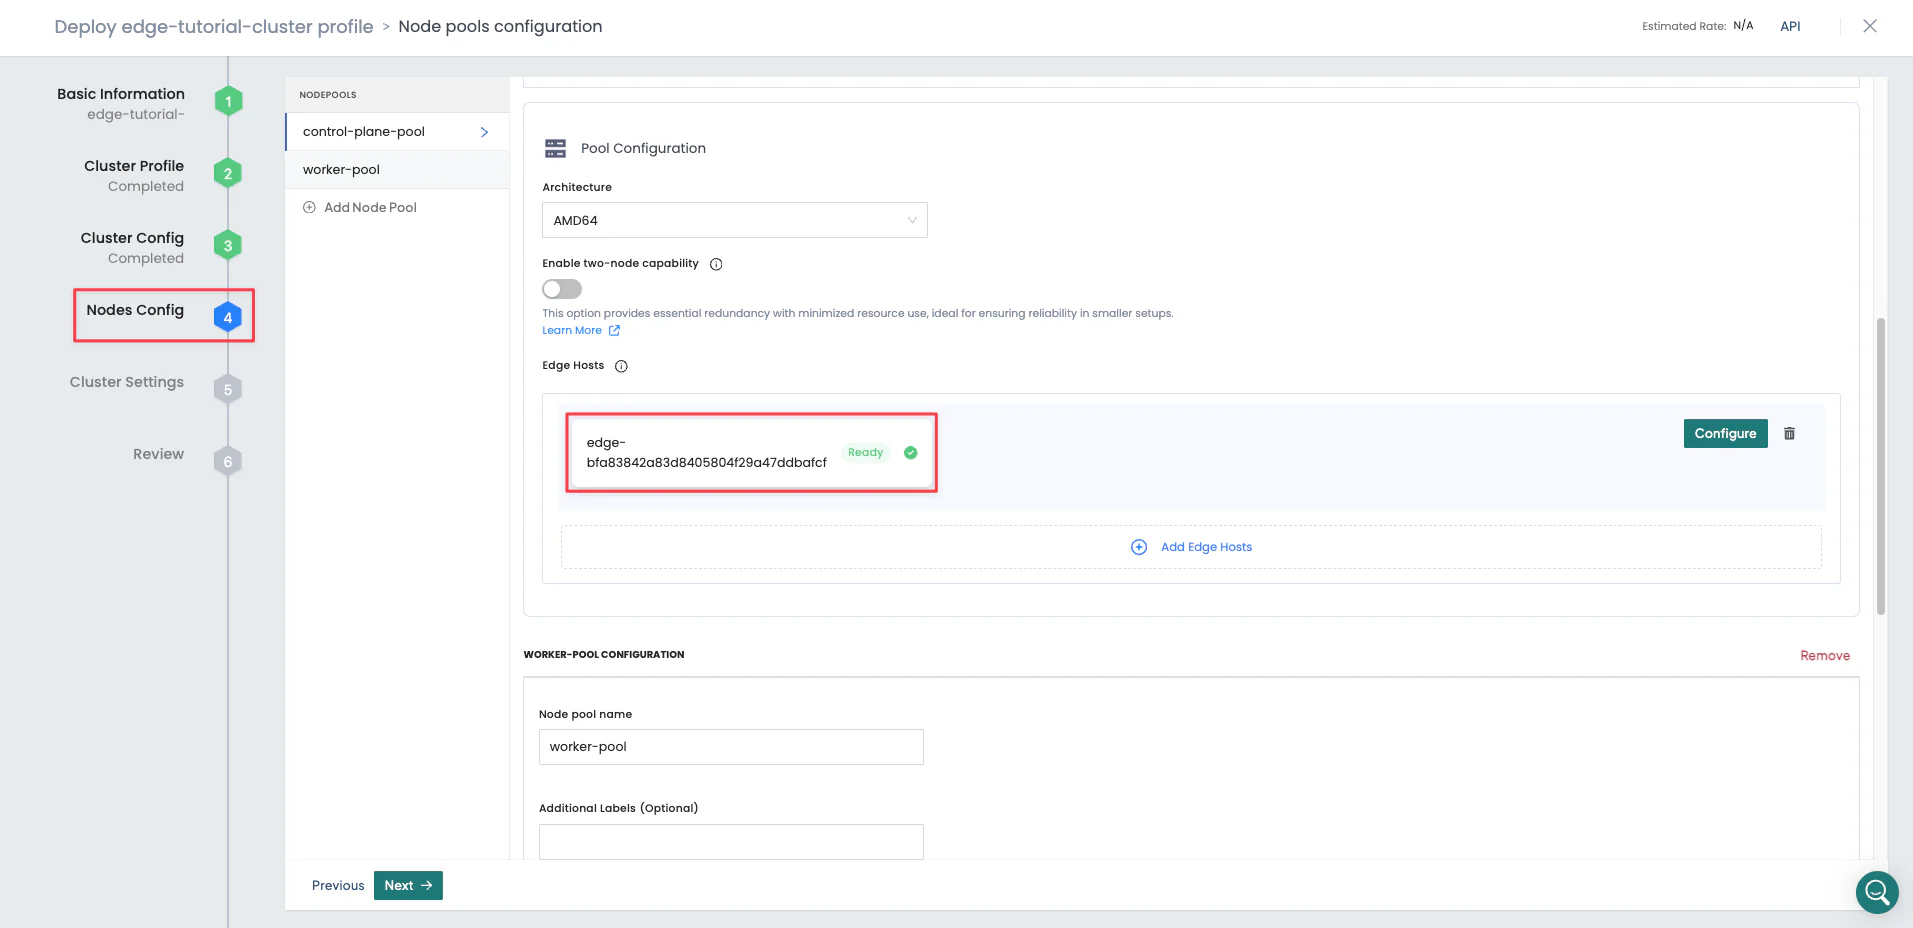 Deploy edge-tutorial-cluster profile > Node pools configuration
Estimated Rate: N/A
API
Basic Information
edge-tutorial-
1
Cluster Profile
Completed
2
Cluster Config
Completed
3
Nodes Config
4
Cluster Settings
5
Review
6
NODEPOOLS
control-plane-pool
worker-pool
Add Node Pool
Pool Configuration
Architecture
AMD64
Enable two-node capability
This option provides essential redundancy with minimized resource use, ideal for ensuring reliability in smaller setups.
Learn More
Edge Hosts
edge-
bfa83842a83d8405804f29a47ddbafcf
Ready
Configure
Add Edge Hosts
WORKER-POOL CONFIGURATION
Remove
Node pool name
worker-pool
Additional Labels (Optional)
Previous
Next